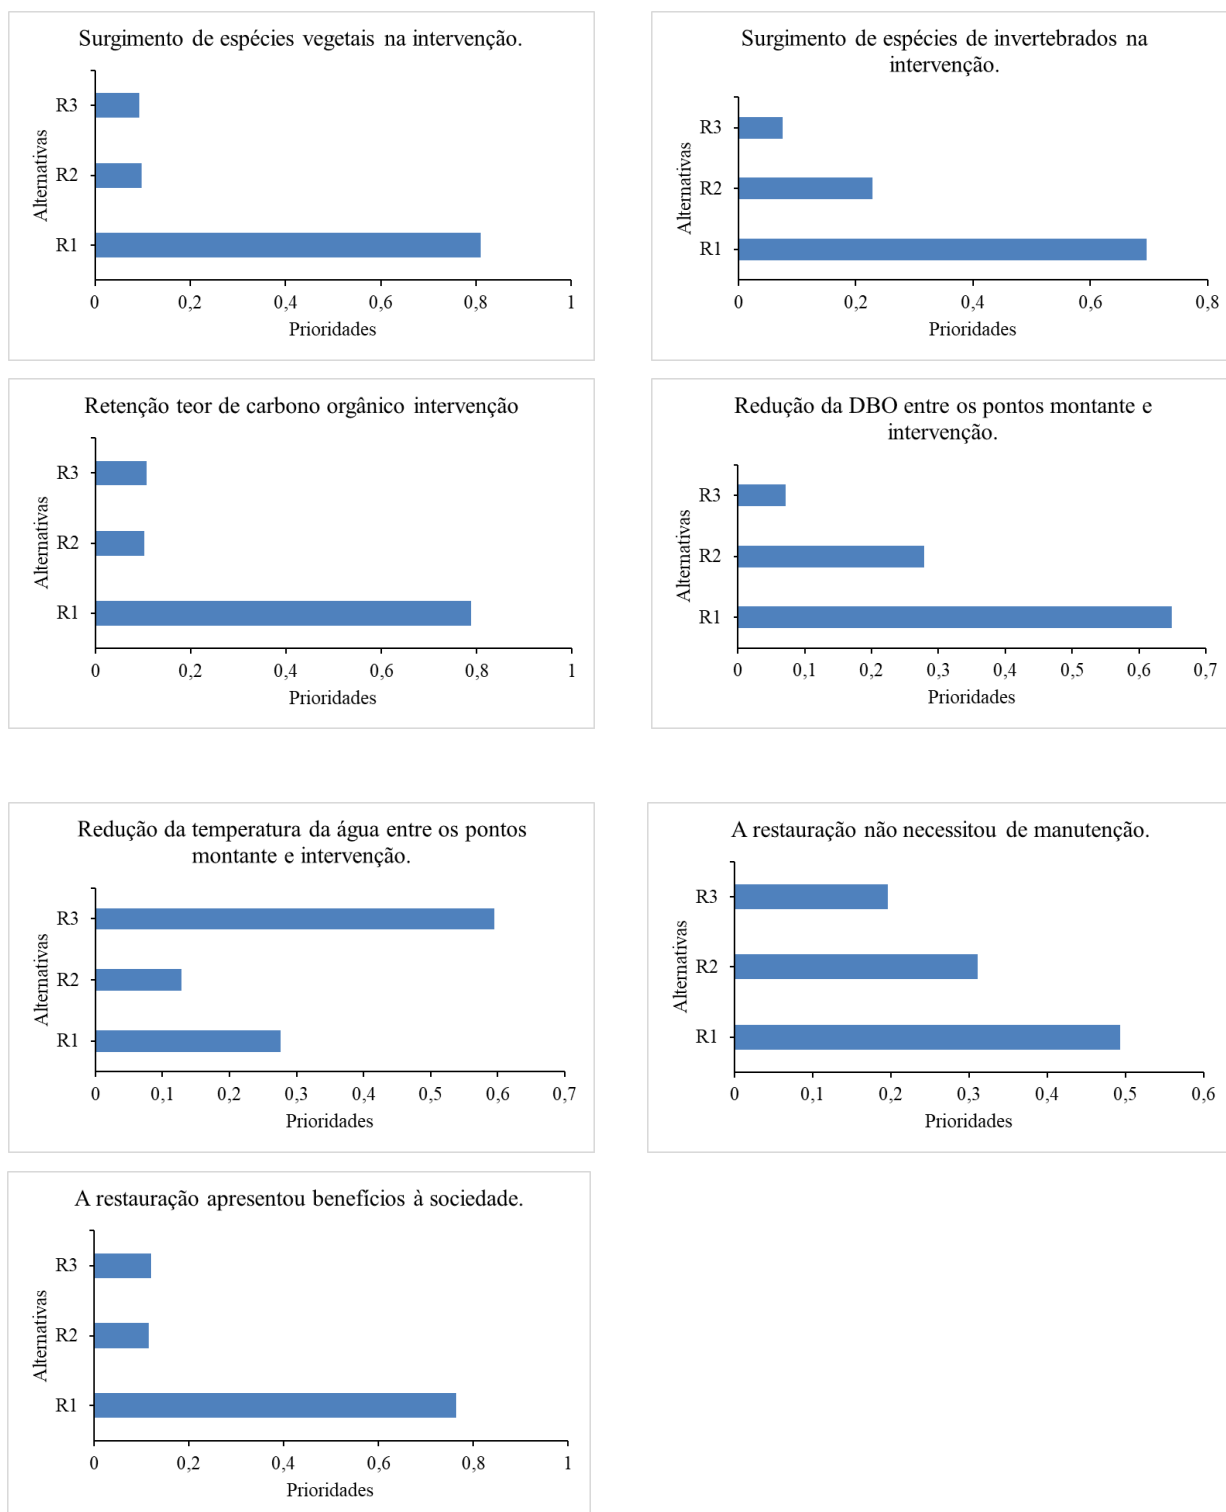 Surgimento de espécies vegetais na intervenção.
Alternativas
R3
R2
R1
0 0,2 0,4 0,6 0,8 1
Prioridades
Surgimento de espécies de invertebrados na
intervenção.
Alternativas
R3
R2
R1
0 0,2 0,4 0,6 0,8
Prioridades
Retenção teor de carbono orgânico intervenção
Alternativas
R3
R2
R1
0 0,2 0,4 0,6 0,8 1
Prioridades
Redução da DBO entre os pontos montante e
intervenção.
Alternativas
R3
R2
R1
0 0,1 0,2 0,3 0,4 0,5 0,6 0,7
Prioridades
Redução da temperatura da água entre os pontos
montante e intervenção.
Alternativas
R3
R2
R1
0 0,1 0,2 0,3 0,4 0,5 0,6 0,7
Prioridades
A restauração não necessitou de manutenção.
Alternativas
R3
R2
R1
0 0,1 0,2 0,3 0,4 0,5 0,6
Prioridades
A restauração apresentou benefícios à sociedade.
Alternativas
R3
R2
R1
0 0,2 0,4 0,6 0,8 1
Prioridades